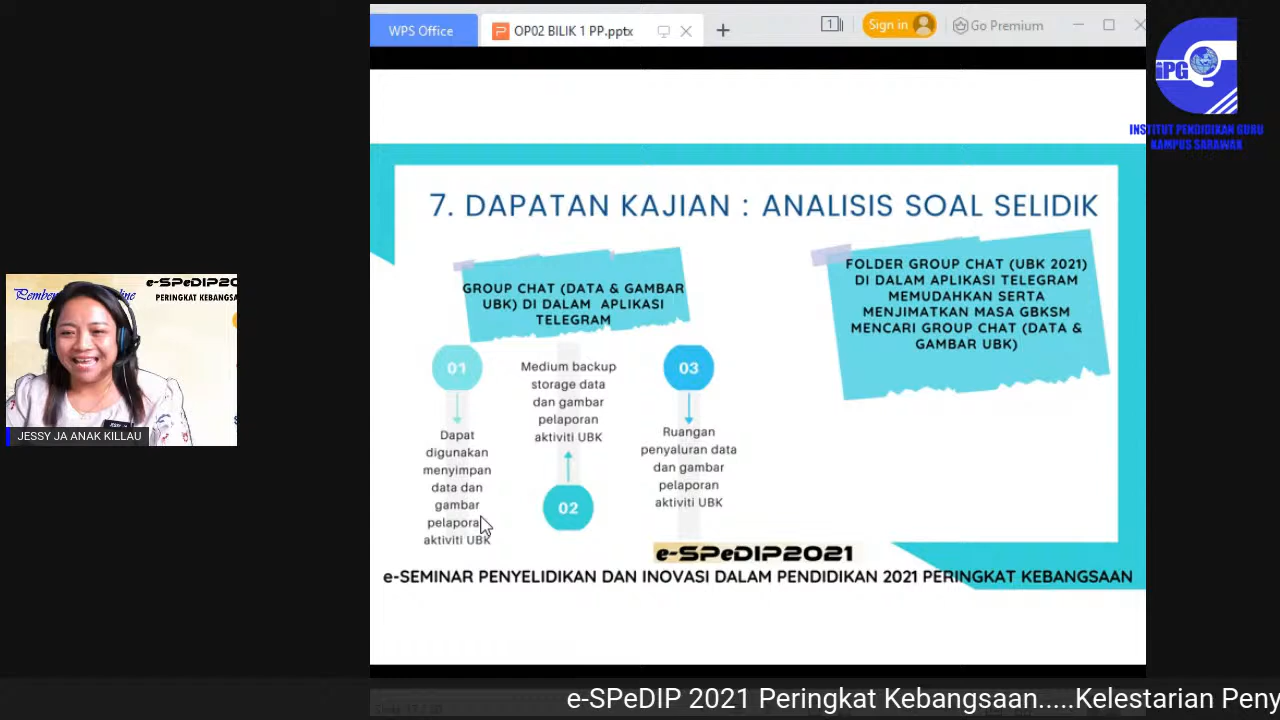 WPS Office
OP02 BILIK 1 PP.pptx
1
Sign in
Go Premium
iPG
INSTITUT PENDIDIKAN GURU
KAMPUS SARAWAK
7. DAPATAN KAJIAN : ANALISIS SOAL SELIDIK
GROUP CHAT (DATA & GAMBAR
UBK) DI DALAM APLIKASI
TELEGRAM
FOLDER GROUP CHAT (UBK 2021)
DI DALAM APLIKASI TELEGRAM
MEMUDAHKAN SERTA
MENJIMATKAN MASA GBKSM
MENCARI GROUP CHAT (DATA &
GAMBAR UBK)
01
Dapat
digunakan
menyimpan
data dan
gambar
pelaporan
aktiviti UBK
Medium backup
storage data
dan gambar
pelaporan
aktiviti UBK
02
03
Ruangan
penyaluran data
dan gambar
pelaporan
aktiviti UBK
e-SPeDIP2021
e-SEMINAR PENYELIDIKAN DAN INOVASI DALAM PENDIDIKAN 2021 PERINGKAT KEBANGSAAN
e-SPeDIP20
PERINGKAT KEBANGSA
JESSY JA ANAK KILLAU
e-SPeDIP 2021 Peringkat Kebangsaan.....Kelestarian Peny